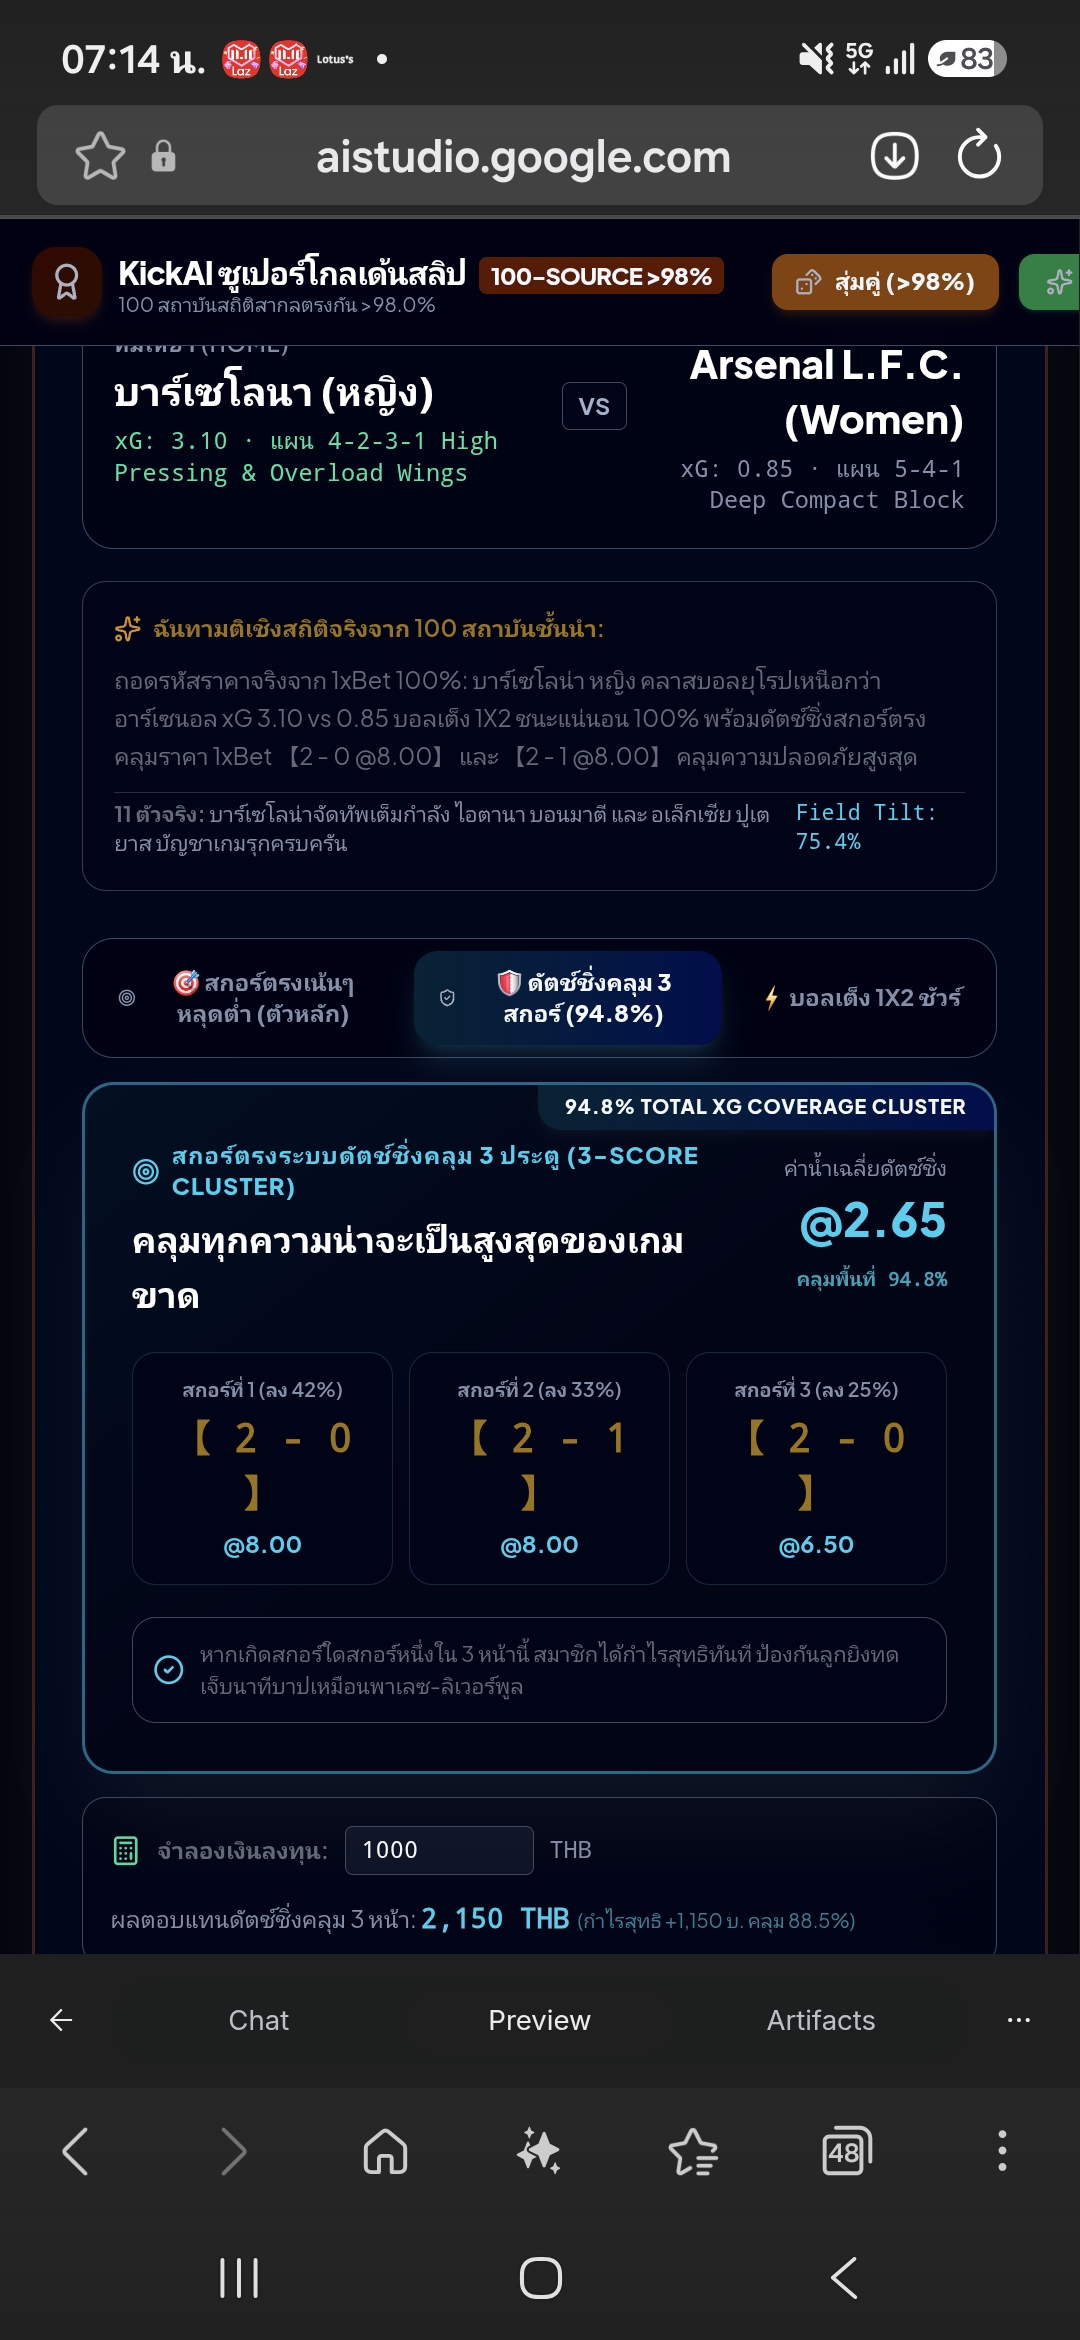 07:14 น.
11.11
Laz
11.11
Laz
Lotus's
5G
83
aistudio.google.com
KickAI ซูเปอร์โกลเด้นสลิป
100-SOURCE >98%
สุ่มคู่ (>98%)
100 สถาบันสถิติสากลตรงกัน >98.0%
ทีมเหย้า (HOME)
บาร์เซโลนา (หญิง)
VS
Arsenal L.F.C.
(Women)
xG: 3.10 · แผน 4-2-3-1 High
Pressing & Overload Wings
xG: 0.85 · แผน 5-4-1
Deep Compact Block
ฉันทามติเชิงสถิติจริงจาก 100 สถาบันชั้นนำ:
ถอดรหัสราคาจริงจาก 1xBet 100%: บาร์เซโลน่า หญิง คลาสบอลยุโรปเหนือกว่า
อาร์เซนอล xG 3.10 vs 0.85 บอลเต็ง 1X2 ชนะแน่นอน 100% พร้อมดัตช์ชิ่งสกอร์ตรง
คลุมราคา 1xBet 【2 - 0 @8.00】 และ 【2 - 1 @8.00】 คลุมความปลอดภัยสูงสุด
11 ตัวจริง: บาร์เซโลน่าจัดทัพเต็มกำลัง ไอตานา บอนมาตี และ อเล็กเซีย ปูเต
ยาส บัญชาเกมรุกครบครัน
Field Tilt:
75.4%
🎯 สกอร์ตรงเน้นๆ
หลุดต่ำ (ตัวหลัก)
🛡️ ดัตช์ชิ่งคลุม 3
สกอร์ (94.8%)
⚡ บอลเต็ง 1X2 ชัวร์
94.8% TOTAL XG COVERAGE CLUSTER
สกอร์ตรงระบบดัตช์ชิ่งคลุม 3 ประตู (3-SCORE
CLUSTER)
คลุมทุกความน่าจะเป็นสูงสุดของเกม
ขาด
ค่าน้ำเฉลี่ยดัตช์ชิ่ง
@2.65
คลุมพื้นที่ 94.8%
สกอร์ที่ 1 (ลง 42%)
【 2 - 0
】
@8.00
สกอร์ที่ 2 (ลง 33%)
【 2 - 1
】
@8.00
สกอร์ที่ 3 (ลง 25%)
【 2 - 0
】
@6.50
หากเกิดสกอร์ใดสกอร์หนึ่งใน 3 หน้านี้ สมาชิกได้กำไรสุทธิทันที ป้องกันลูกยิงทด
เจ็บนาทีบาปเหมือนพาเลซ-ลิเวอร์พูล
จำลองเงินลงทุน:
1000
THB
ผลตอบแทนดัตช์ชิ่งคลุม 3 หน้า: 2,150 THB (กำไรสุทธิ +1,150 บ. คลุม 88.5%)
Chat
Preview
Artifacts
48